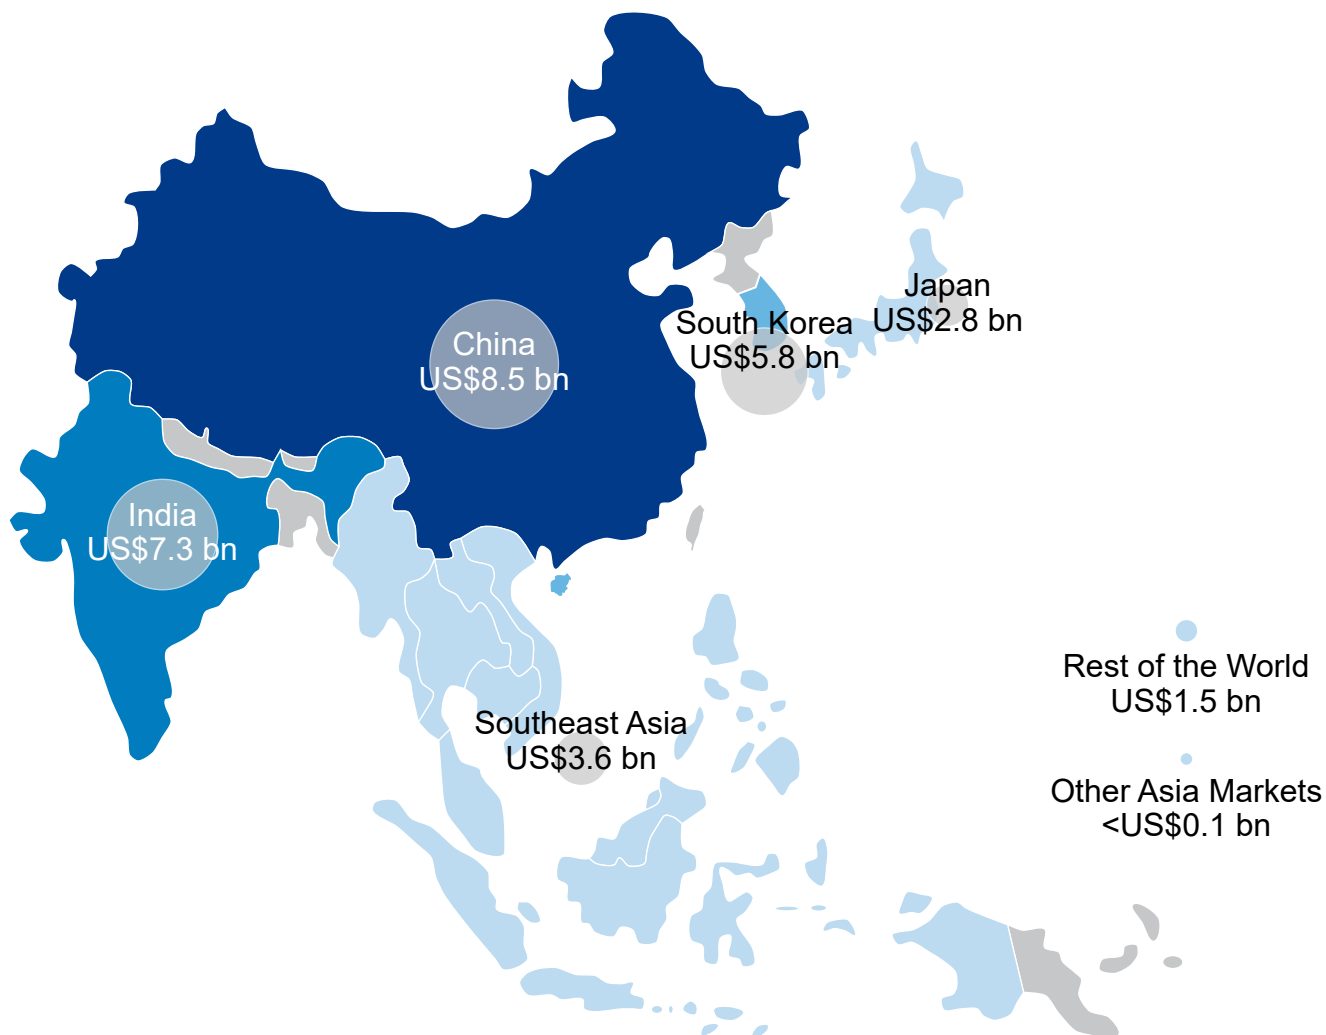 China
US$8.5 bn
South Korea
US$5.8 bn
Japan
US$2.8 bn
India
US$7.3 bn
Southeast Asia
US$3.6 bn
Rest of the World
US$1.5 bn
Other Asia Markets
<US$0.1 bn